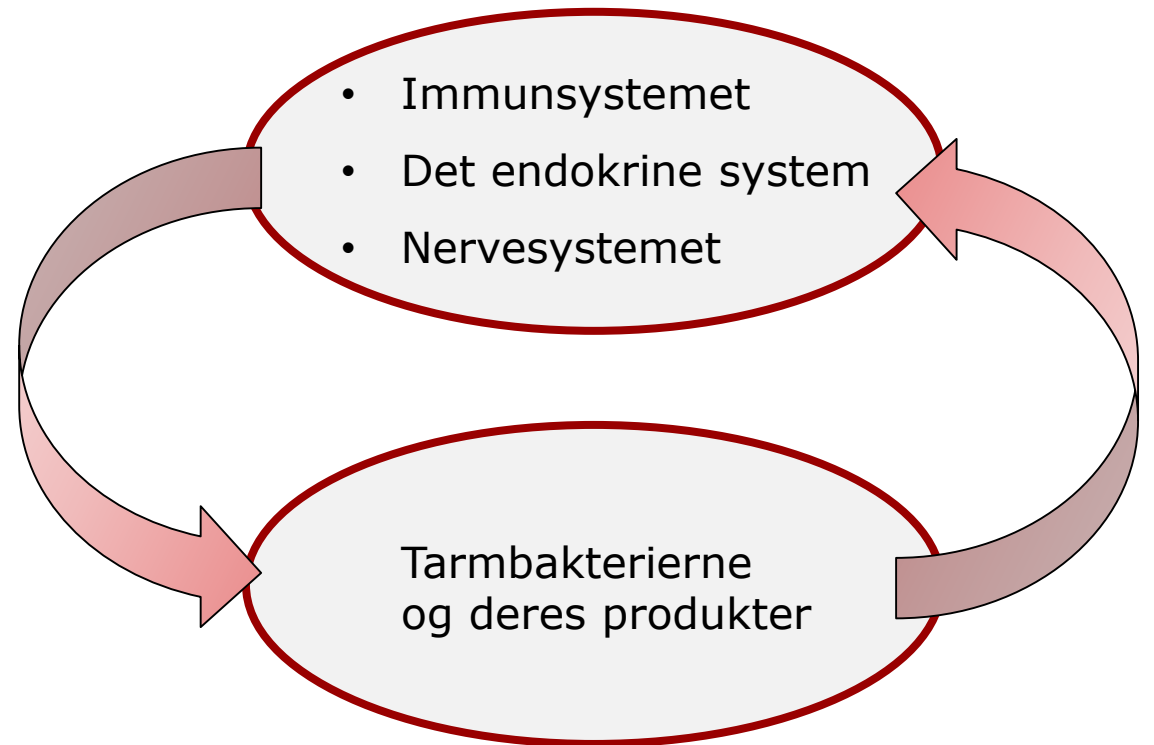 • Immunsystemet
• Det endokrine system
• Nervesystemet
Tarmbakterierne
og deres produkter